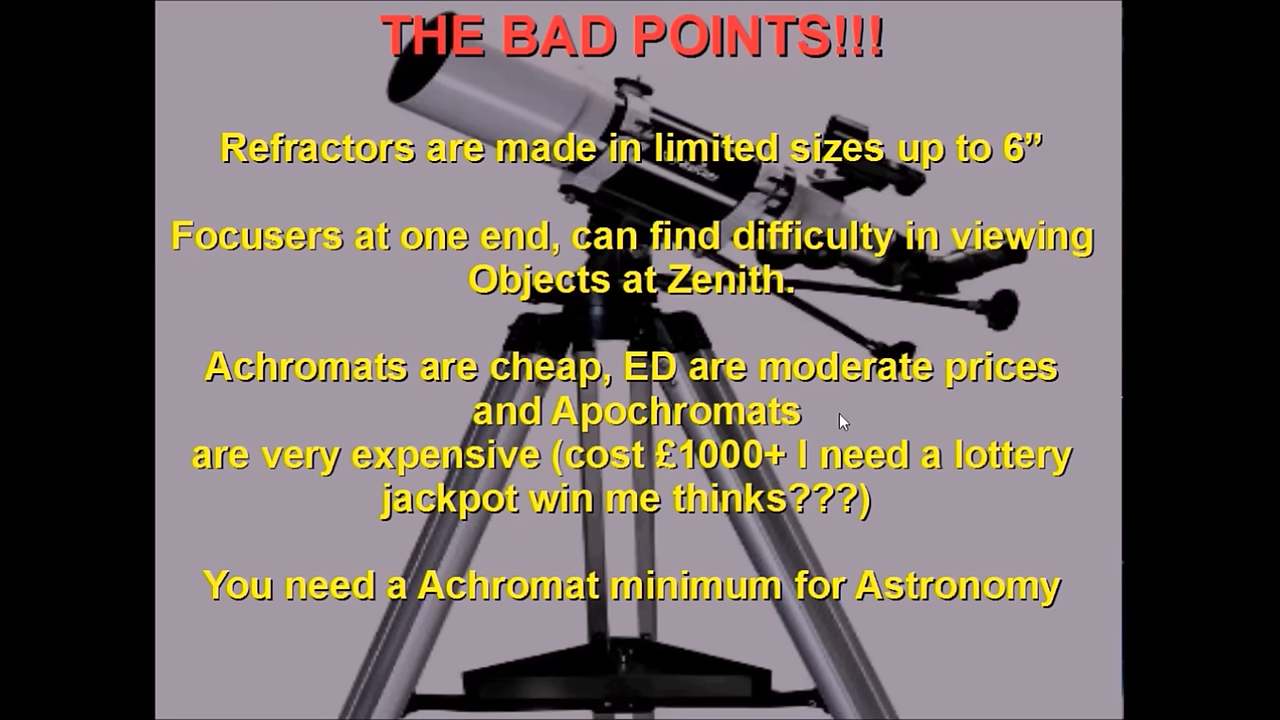 THE BAD POINTS!!!
Refractors are made in limited sizes up to 6”
Focusers at one end, can find difficulty in viewing
Objects at Zenith.
Achromats are cheap, ED are moderate prices
and Apochromats
are very expensive (cost £1000+ I need a lottery
jackpot win me thinks???)
You need a Achromat minimum for Astronomy